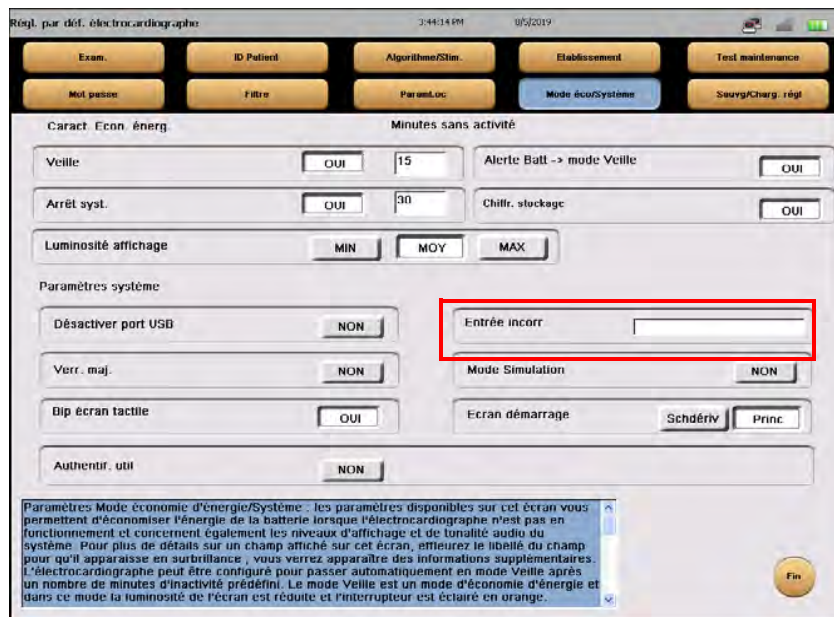 Régl. par déf. électrocardiographe 3:44:14 PM 8/5/2019
Exam. ID Patient Algorithme/Stim. Etablissement Test maintenance
Mot passe Filtre ParamLoc Mode éco/Système Sauvg/Charg. régl
Caract. Econ. énerg. Minutes sans activité
Veille OUI 15 Alerte Batt -> mode Veille OUI
Arrêt syst. OUI 30 Chiffr. stockage OUI
Luminosité affichage MIN MOY MAX
Paramètres système
Désactiver port USB NON Entrée incorr
Verr. maj. NON Mode Simulation NON
Bip écran tactile OUI Ecran démarrage Schdériv Princ
Authentif. util NON
Paramètres Mode économie d'énergie/Système : les paramètres disponibles sur cet écran vous
permettent d'économiser l'énergie de la batterie lorsque l'électrocardiographe n'est pas en
fonctionnement et concernent également les niveaux d'affichage et de tonalité audio du
système. Pour plus de détails sur un champ affiché sur cet écran, effleurez le libellé du champ
pour qu'il apparaisse en surbrillance ; vous verrez apparaître des informations supplémentaires.
L'électrocardiographe peut être configuré pour passer automatiquement en mode Veille après
un nombre de minutes d'inactivité prédéfini. Le mode Veille est un mode d'économie d'énergie et
dans ce mode la luminosité de l'écran est réduite et l'interrupteur est éclairé en orange.
Fin